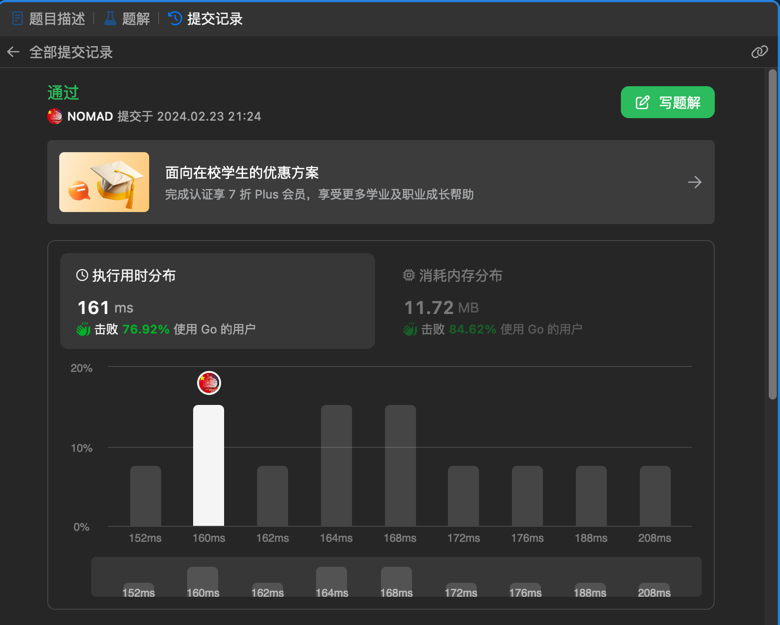 题目描述 题解 提交记录
全部提交记录
通过
NOMAD 提交于 2024.02.23 21:24
写题解
面向在校学生的优惠方案
完成认证享 7 折 Plus 会员，享受更多学业及职业成长帮助
执行用时分布
161 ms
击败 76.92% 使用 Go 的用户
消耗内存分布
11.72 MB
击败 84.62% 使用 Go 的用户
20%
10%
0%
152ms 160ms 162ms 164ms 168ms 172ms 176ms 188ms 208ms
152ms 160ms 162ms 164ms 168ms 172ms 176ms 188ms 208ms